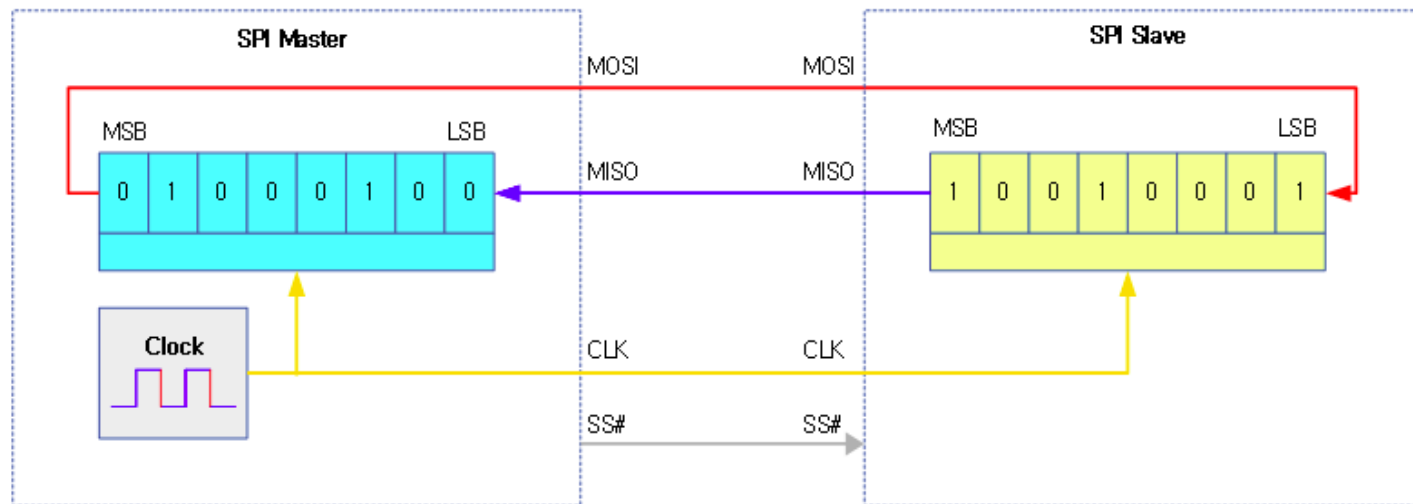 SPI Master
SPI Slave
MOSI MOSI
MSB LSB
MSB LSB
MISO MISO
0 1 0 0 0 1 0 0
1 0 0 1 0 0 0 1
Clock
CLK CLK
SS# SS#